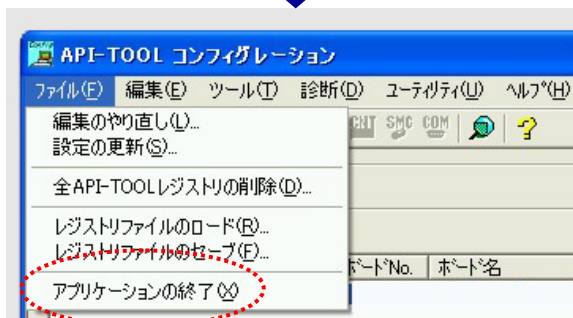 API-TOOL コンフィグレーション
ファイル(F) 編集(E) ツール(T) 診断(D) ユーティリティ(U) ヘルプ(H)
編集のやり直し(L)...
CNT SMC COM
設定の更新(S)...
全API-TOOLレジストリの削除(D)...
レジストリファイルのロード(R)...
レジストリファイルのセーブ(F)...
ボードNo. ボード名
アプリケーションの終了(X)